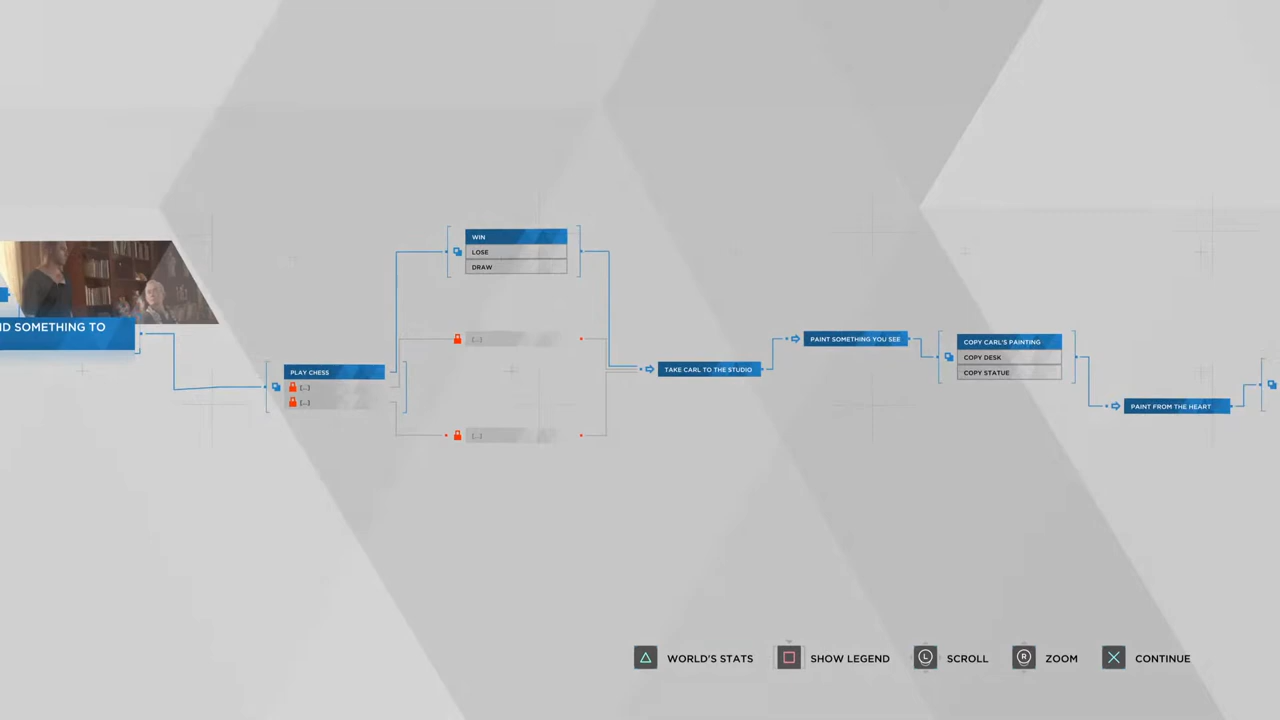 ND SOMETHING TO
PLAY CHESS
[...]
[...]
WIN
LOSE
DRAW
[...]
[...]
TAKE CARL TO THE STUDIO
PAINT SOMETHING YOU SEE
COPY CARL'S PAINTING
COPY DESK
COPY STATUE
PAINT FROM THE HEART
WORLD'S STATS
SHOW LEGEND
L SCROLL
R ZOOM
CONTINUE